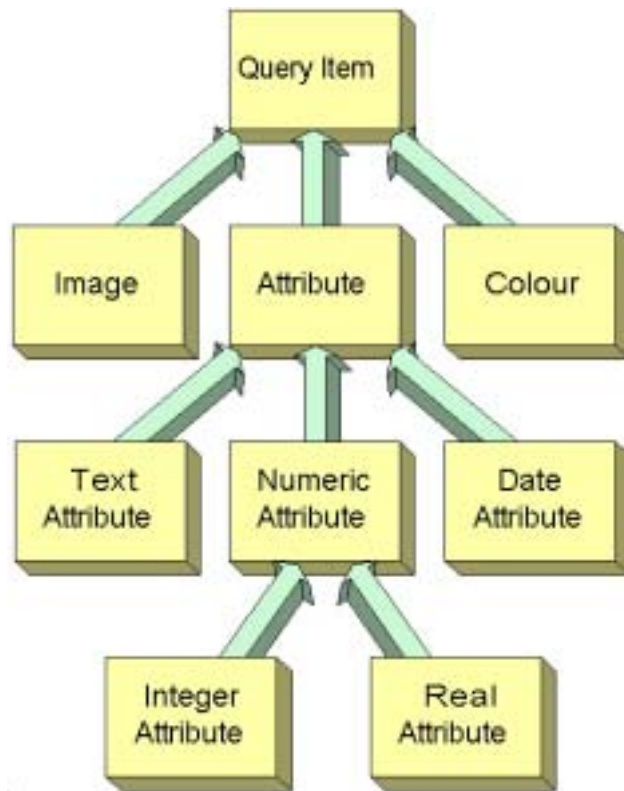 Query Item
Image
Attribute
Colour
Text
Attribute
Numeric
Attribute
Date
Attribute
Integer
Attribute
Real
Attribute